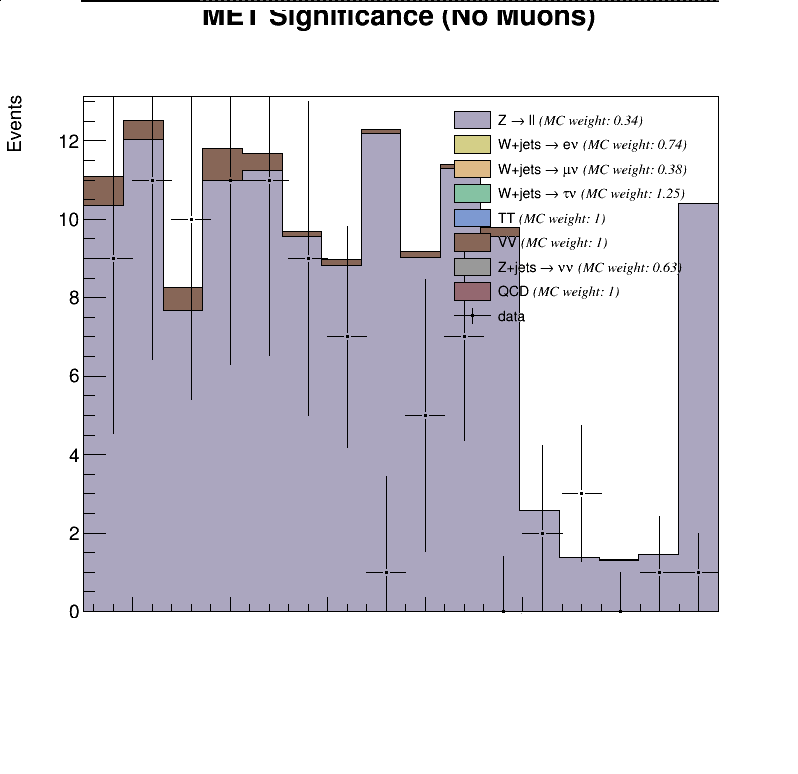 MET Significance (No Muons)
Events
12
10
8
6
4
2
0
Z → ll (MC weight: 0.34)
W+jets → eν (MC weight: 0.74)
W+jets → μν (MC weight: 0.38)
W+jets → τν (MC weight: 1.25)
TT (MC weight: 1)
VV (MC weight: 1)
Z+jets → νν (MC weight: 0.63)
QCD (MC weight: 1)
data